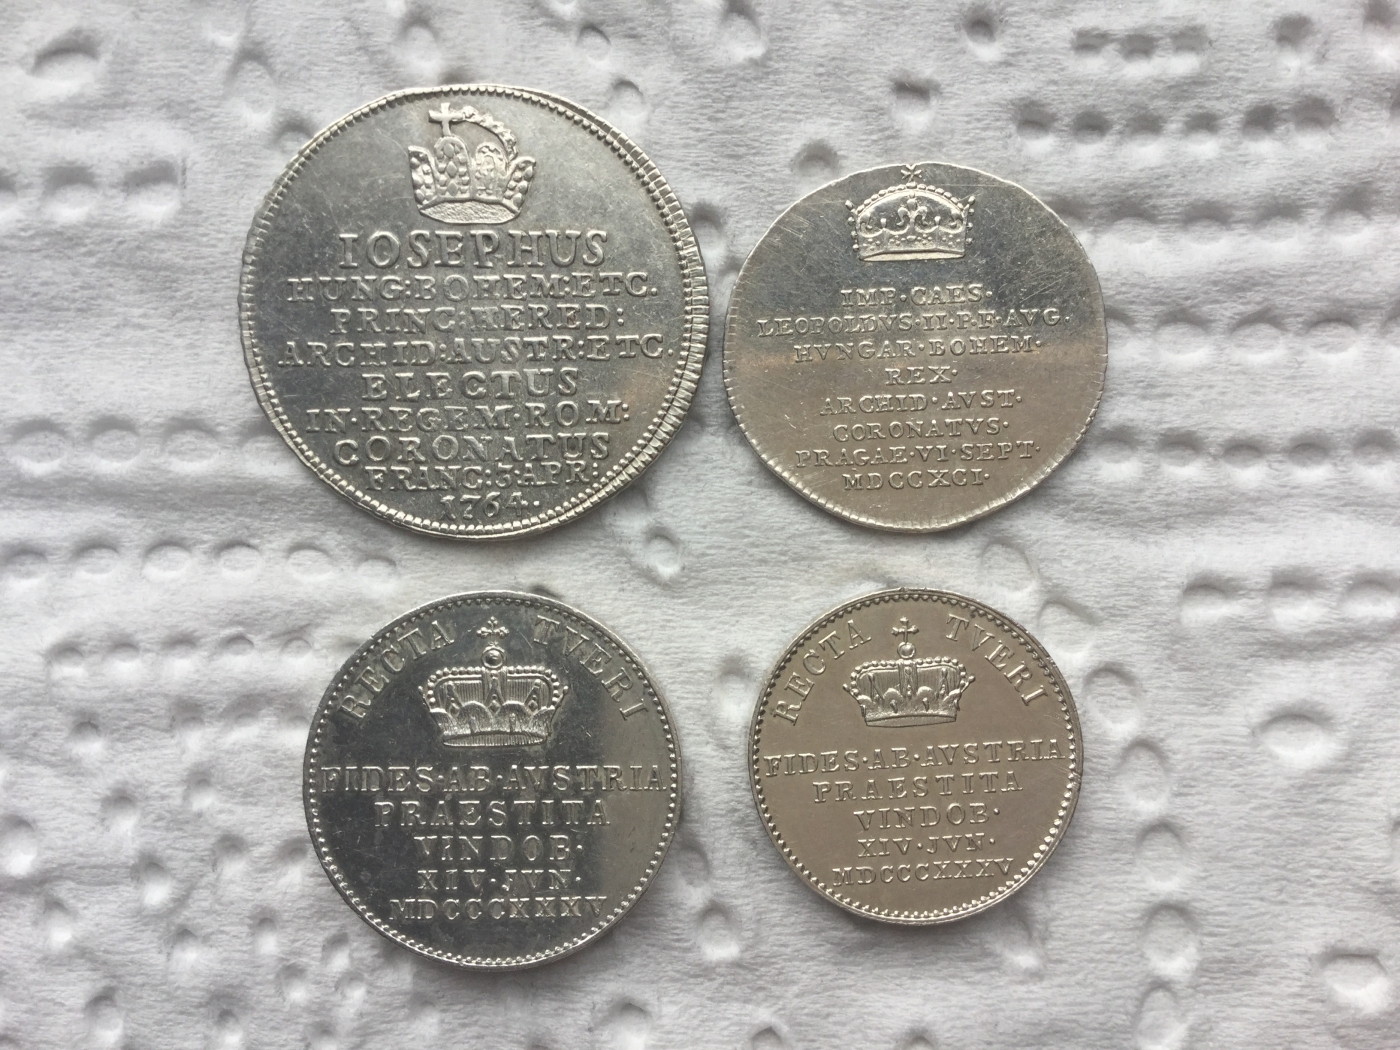 IOSEPHUS
HUNG:BOHEM:ETC.
PRINC:HERED:
ARCHID:AUSTR:ETC.
ELECTUS
IN·REGEM·ROM:
CORONATUS
FRANC:3·APR:
1764·
IMP·CAES·
LEOPOLDVS·II·P·F·AVG·
HVNGAR·BOHEM·
REX·
ARCHID·AVST·
CORONATVS·
PRAGAE·VI·SEPT·
MDCCXCI·
RECTA TVERI
FIDES·AB·AVSTRIA
PRAESTITA
VINDOB·
XIV·JVN·
MDCCCXXXV
RECTA TVERI
FIDES·AB·AVSTRIA
PRAESTITA
VINDOB·
XIV·JVN·
MDCCCXXXV